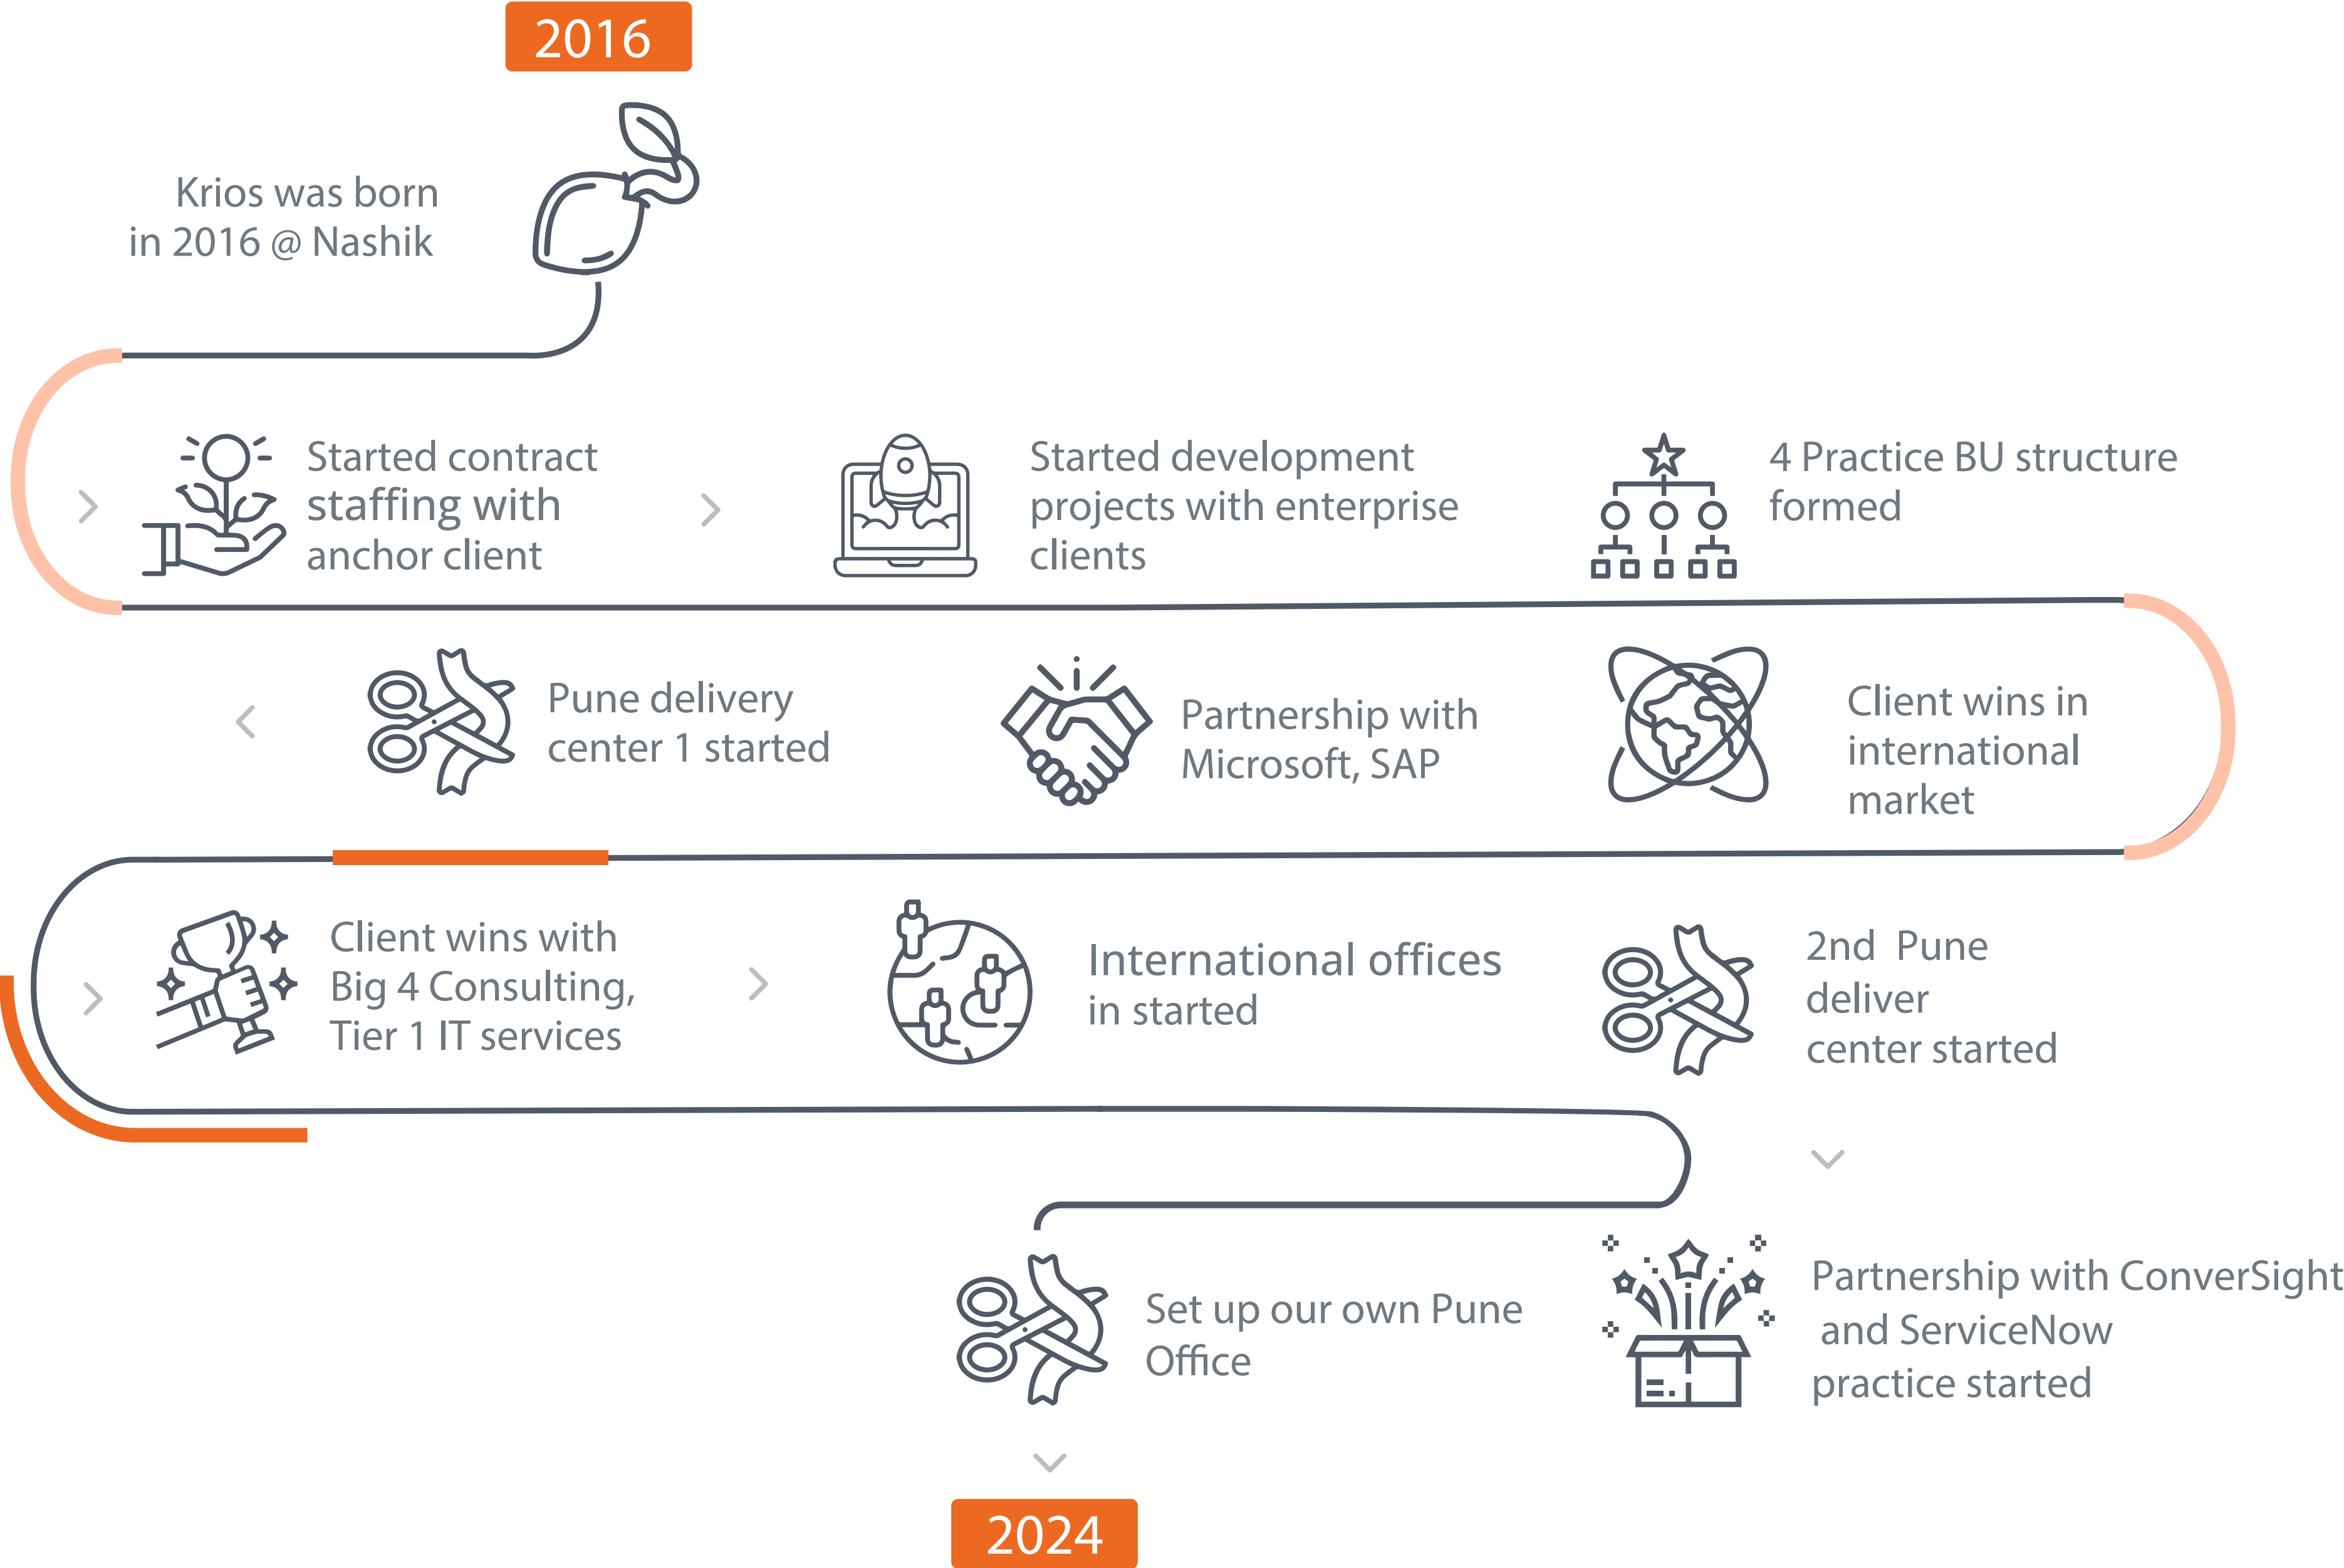 2016
Krios was born
in 2016 @ Nashik
Started contract
staffing with
anchor client
Started development
projects with enterprise
clients
4 Practice BU structure
formed
Client wins in
international
market
Partnership with
Microsoft, SAP
Pune delivery
center 1 started
Client wins with
Big 4 Consulting,
Tier 1 IT services
International offices
in started
2nd  Pune
deliver
center started
Partnership with ConverSight
and ServiceNow
practice started
Set up our own Pune
Office
2024